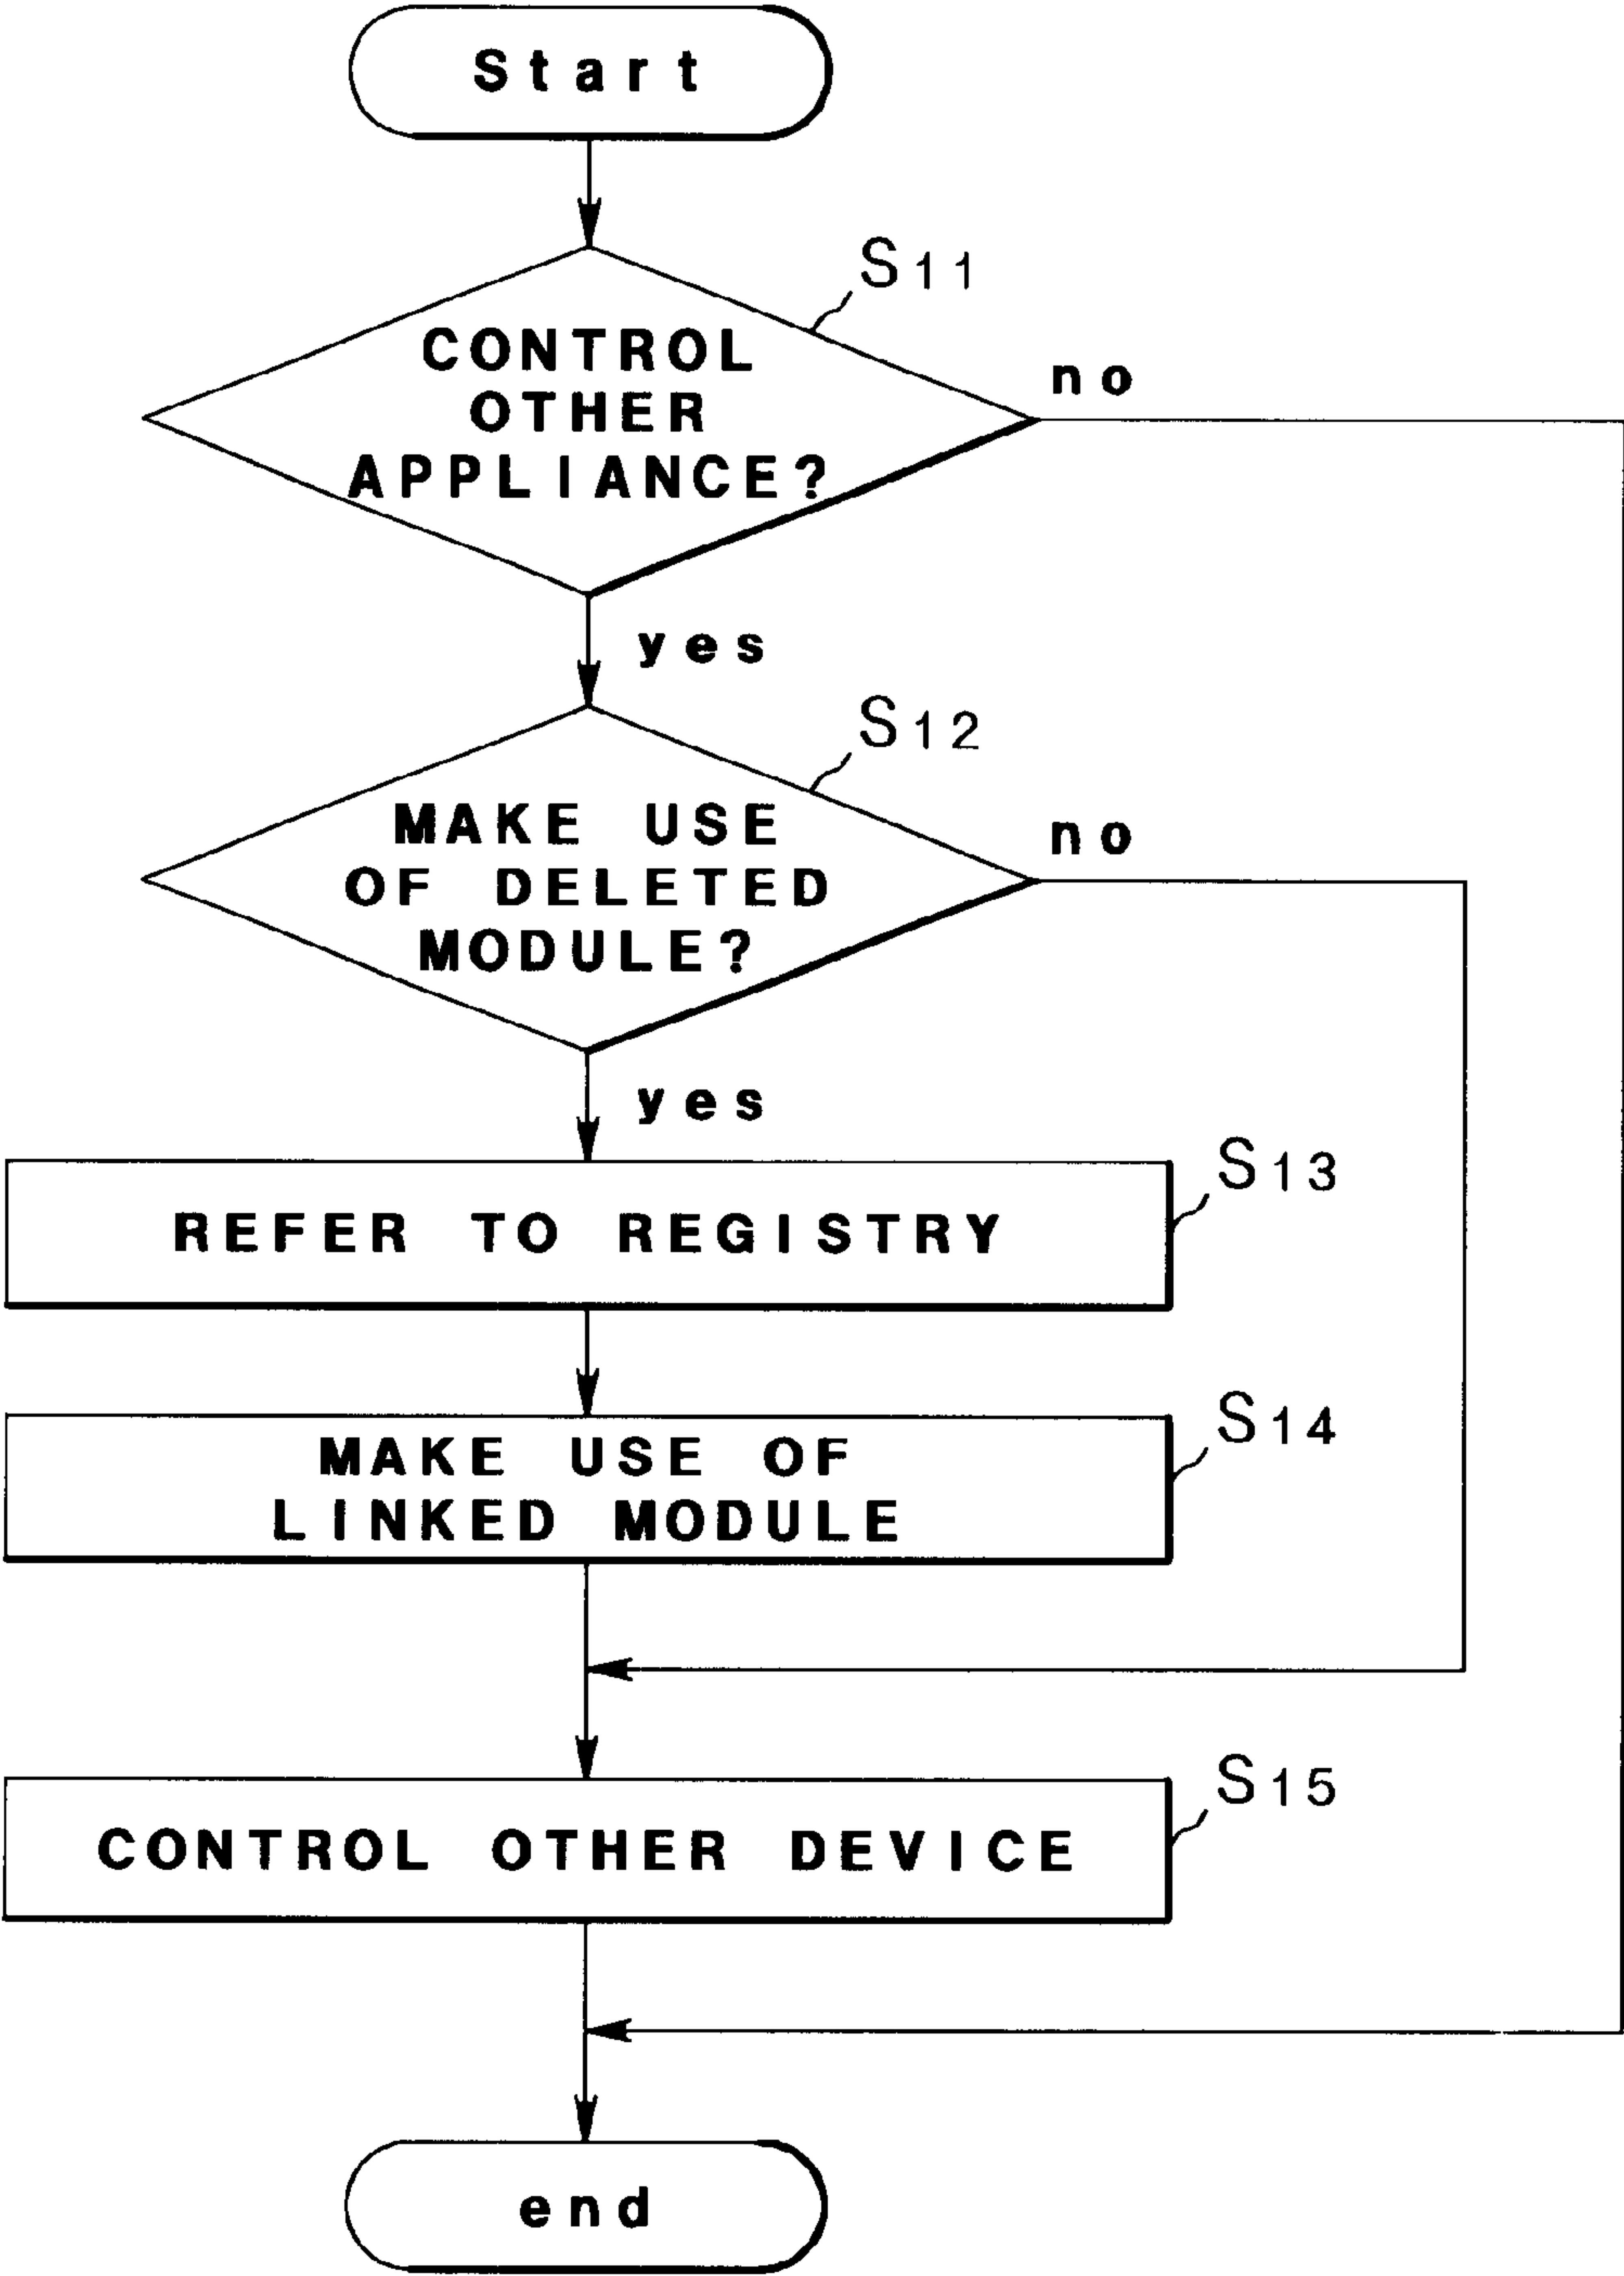 Start
S11
CONTROL
OTHER
APPLIANCE?
no
yes
S12
MAKE USE
OF DELETED
MODULE?
no
yes
S13
REFER TO REGISTRY
S14
MAKE USE OF
LINKED MODULE
S15
CONTROL OTHER DEVICE
end